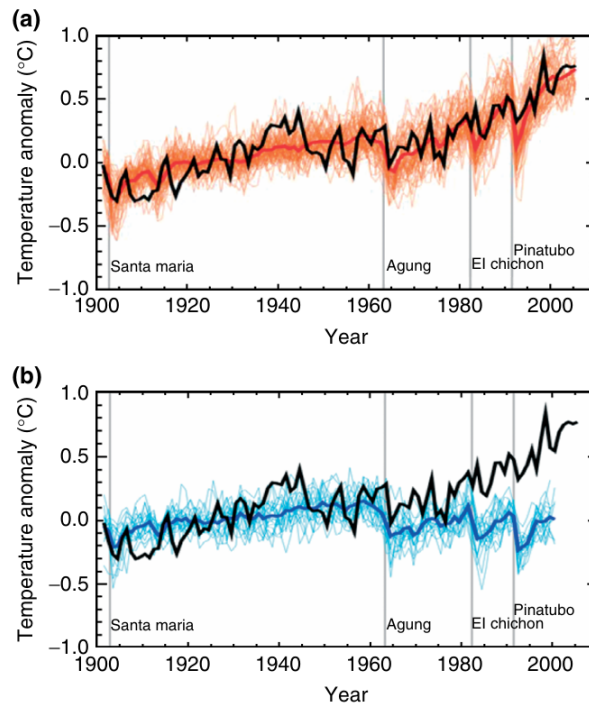 (a)
1.0
0.5
0.0
−0.5
−1.0
Temperature anomaly (°C)
Santa maria
Agung
El chichon
Pinatubo
1900 1920 1940 1960 1980 2000
Year
(b)
1.0
0.5
0.0
−0.5
−1.0
Temperature anomaly (°C)
Santa maria
Agung
El chichon
Pinatubo
1900 1920 1940 1960 1980 2000
Year